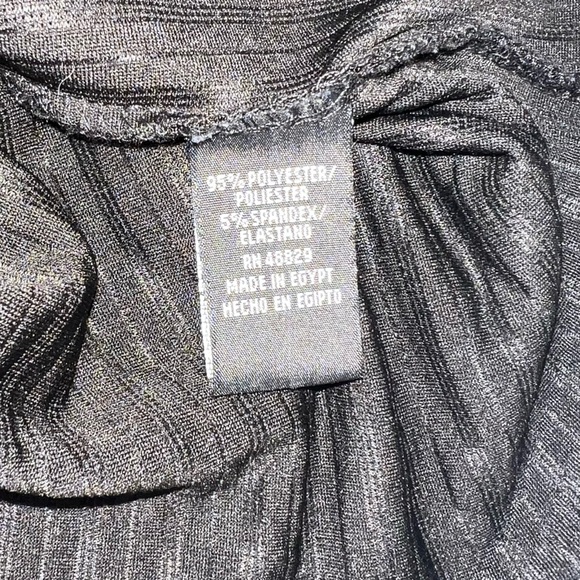 95% POLYESTER/
POLIESTER
5% SPANDEX/
ELASTANO
RN 48829
MADE IN EGYPT
HECHO EN EGIPTO